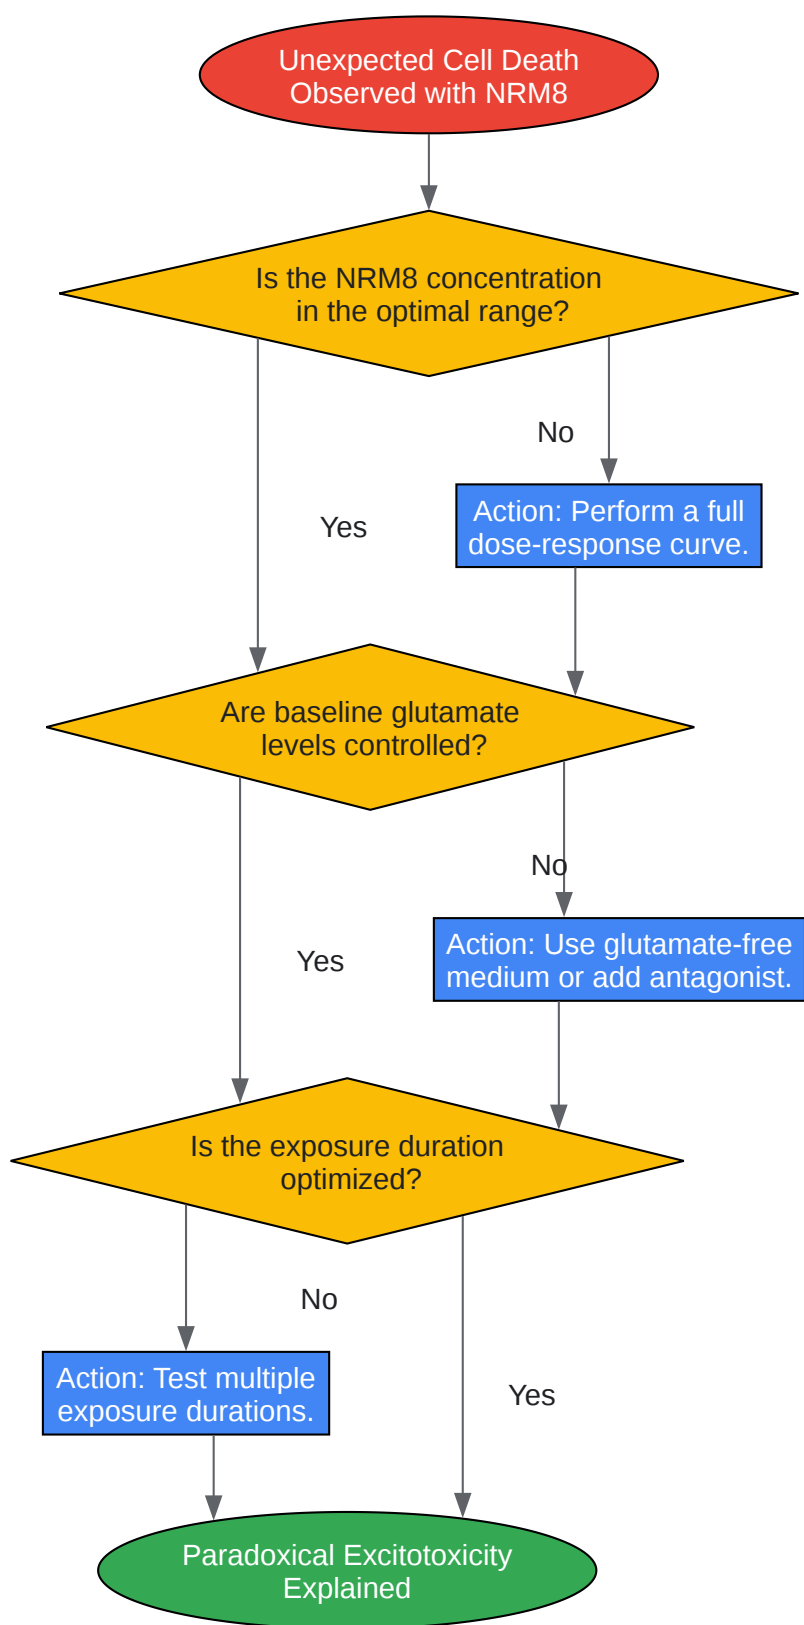 Unexpected Cell Death
Observed with NRM8
Is the NRM8 concentration
in the optimal range?
No
Action: Perform a full
dose-response curve.
Yes
Are baseline glutamate
levels controlled?
No
Action: Use glutamate-free
medium or add antagonist.
Yes
Is the exposure duration
optimized?
No
Action: Test multiple
exposure durations.
Yes
Paradoxical Excitotoxicity
Explained